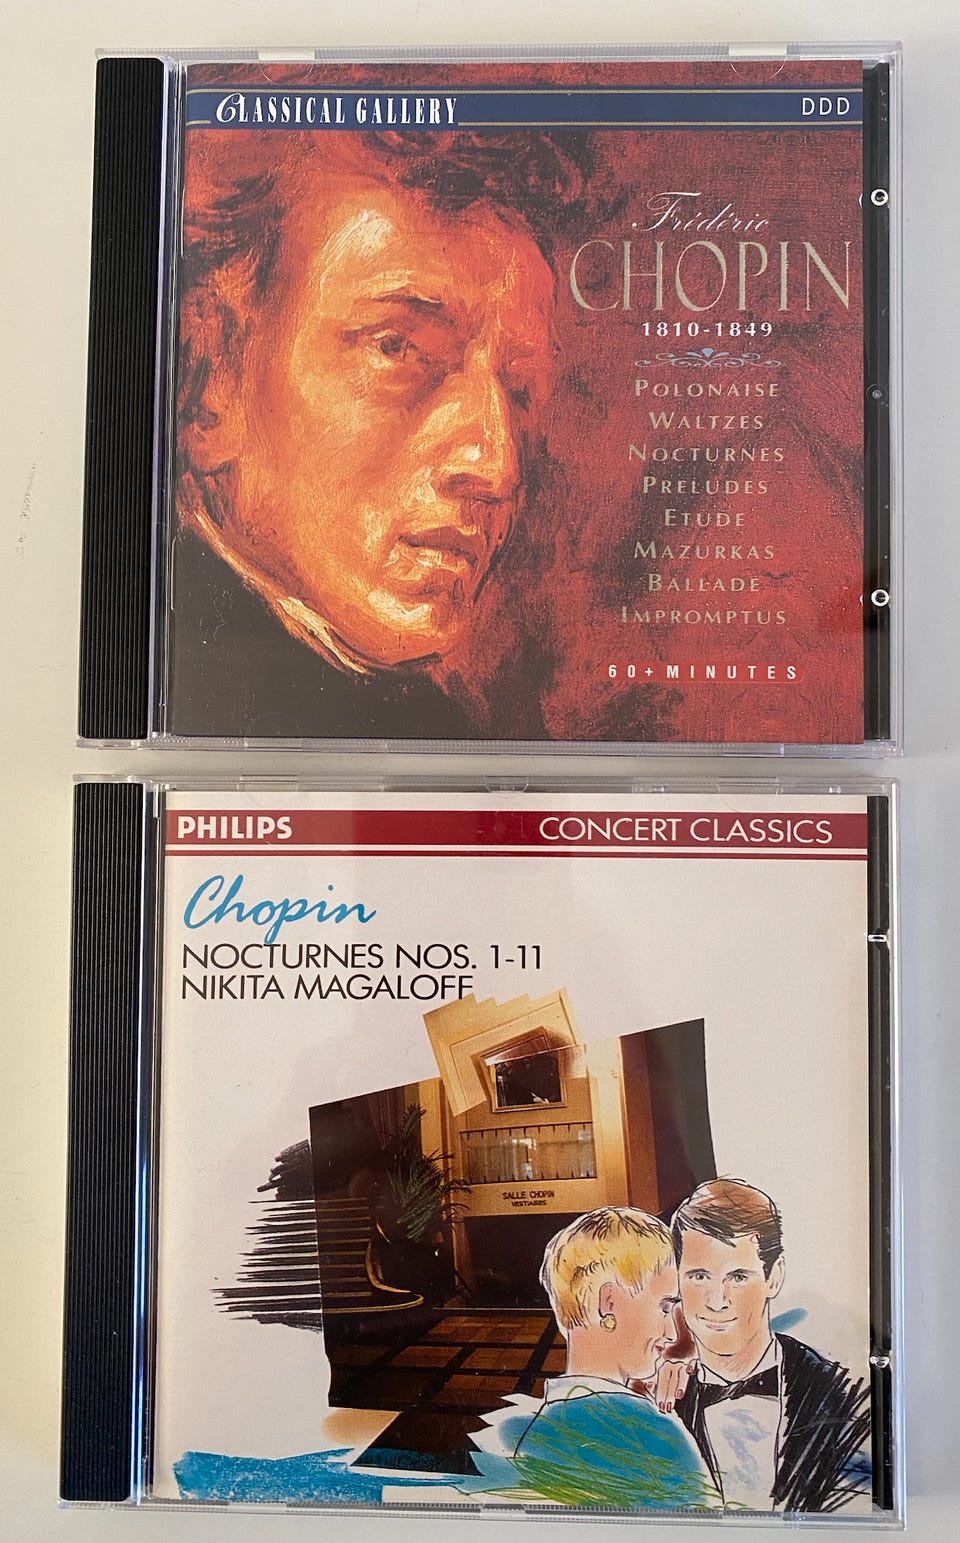 CLASSICAL GALLERY
DDD
Frédéric
CHOPIN
1810-1849
POLONAISE
WALTZES
NOCTURNES
PRELUDES
ETUDE
MAZURKAS
BALLADE
IMPROMPTUS
60+ MINUTES
PHILIPS
CONCERT CLASSICS
Chopin
NOCTURNES NOS. 1-11
NIKITA MAGALOFF
SALLE CHOPIN
VESTIAIRES